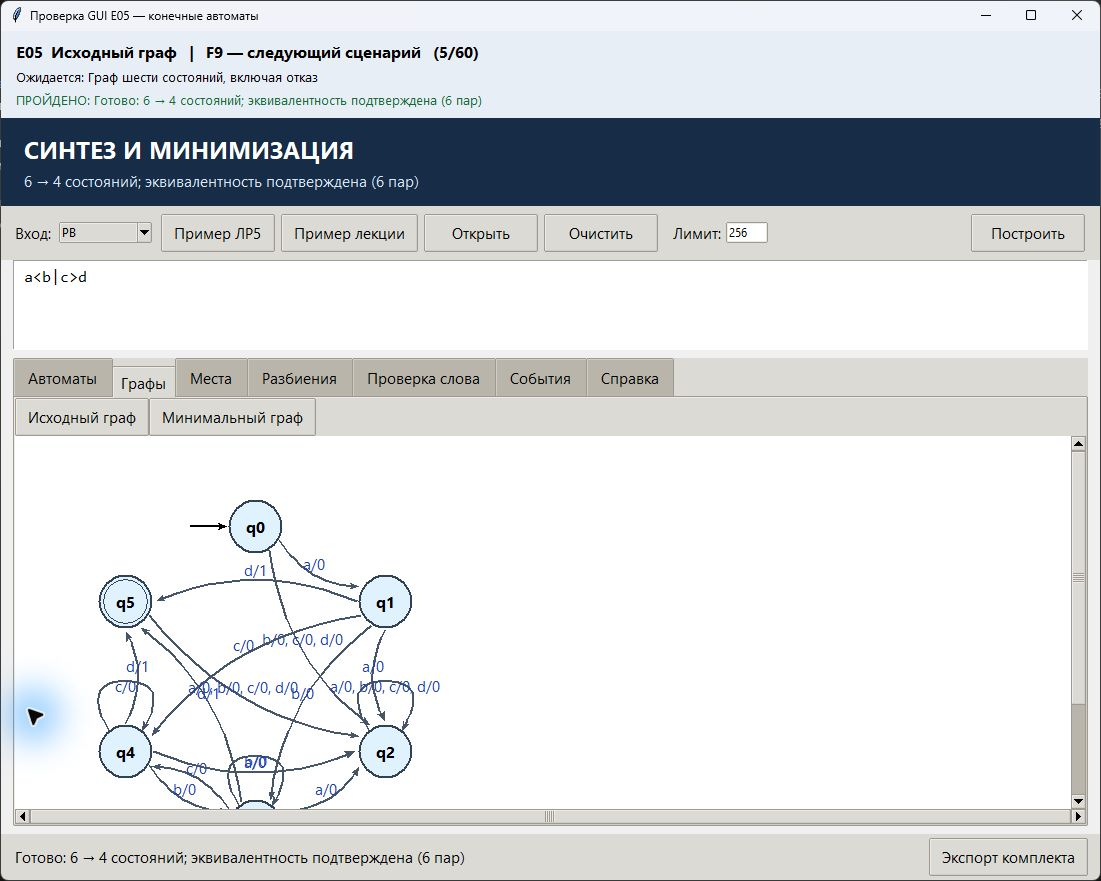 Проверка GUI E05 — конечные автоматы
E05 Исходный граф | F9 — следующий сценарий (5/60)
Ожидается: Граф шести состояний, включая отказ
ПРОЙДЕНО: Готово: 6 → 4 состояний; эквивалентность подтверждена (6 пар)
СИНТЕЗ И МИНИМИЗАЦИЯ
6 → 4 состояний; эквивалентность подтверждена (6 пар)
Вход: РВ Пример ЛР5 Пример лекции Открыть Очистить Лимит: 256 Построить
a<b|c>d
Автоматы Графы Места Разбиения Проверка слова События Справка
Исходный граф Минимальный граф
q0
d/1 a/0
q5 q1
c/0 b/0, c/0, d/0
d/1 a/0
c/0 a/0, b/0, c/0, d/0 d/1 b/0 a/0, b/0, c/0, d/0
q4 q2
c/0 a/0
b/0 a/0
Готово: 6 → 4 состояний; эквивалентность подтверждена (6 пар) Экспорт комплекта